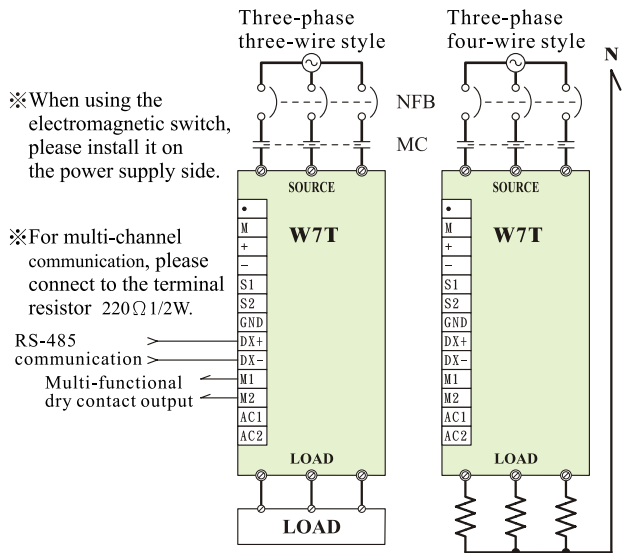 Three-phase
three-wire style
Three-phase
four-wire style
N
※When using the
electromagnetic switch,
please install it on
the power supply side.
NFB
MC
※For multi-channel
communication, please
connect to the terminal
resistor 220Ω1/2W.
RS-485
communication
Multi-functional
dry contact output
SOURCE
W7T
•
M
+
−
S1
S2
GND
DX+
DX-
M1
M2
AC1
AC2
LOAD
LOAD
SOURCE
W7T
•
M
+
−
S1
S2
GND
DX+
DX-
M1
M2
AC1
AC2
LOAD